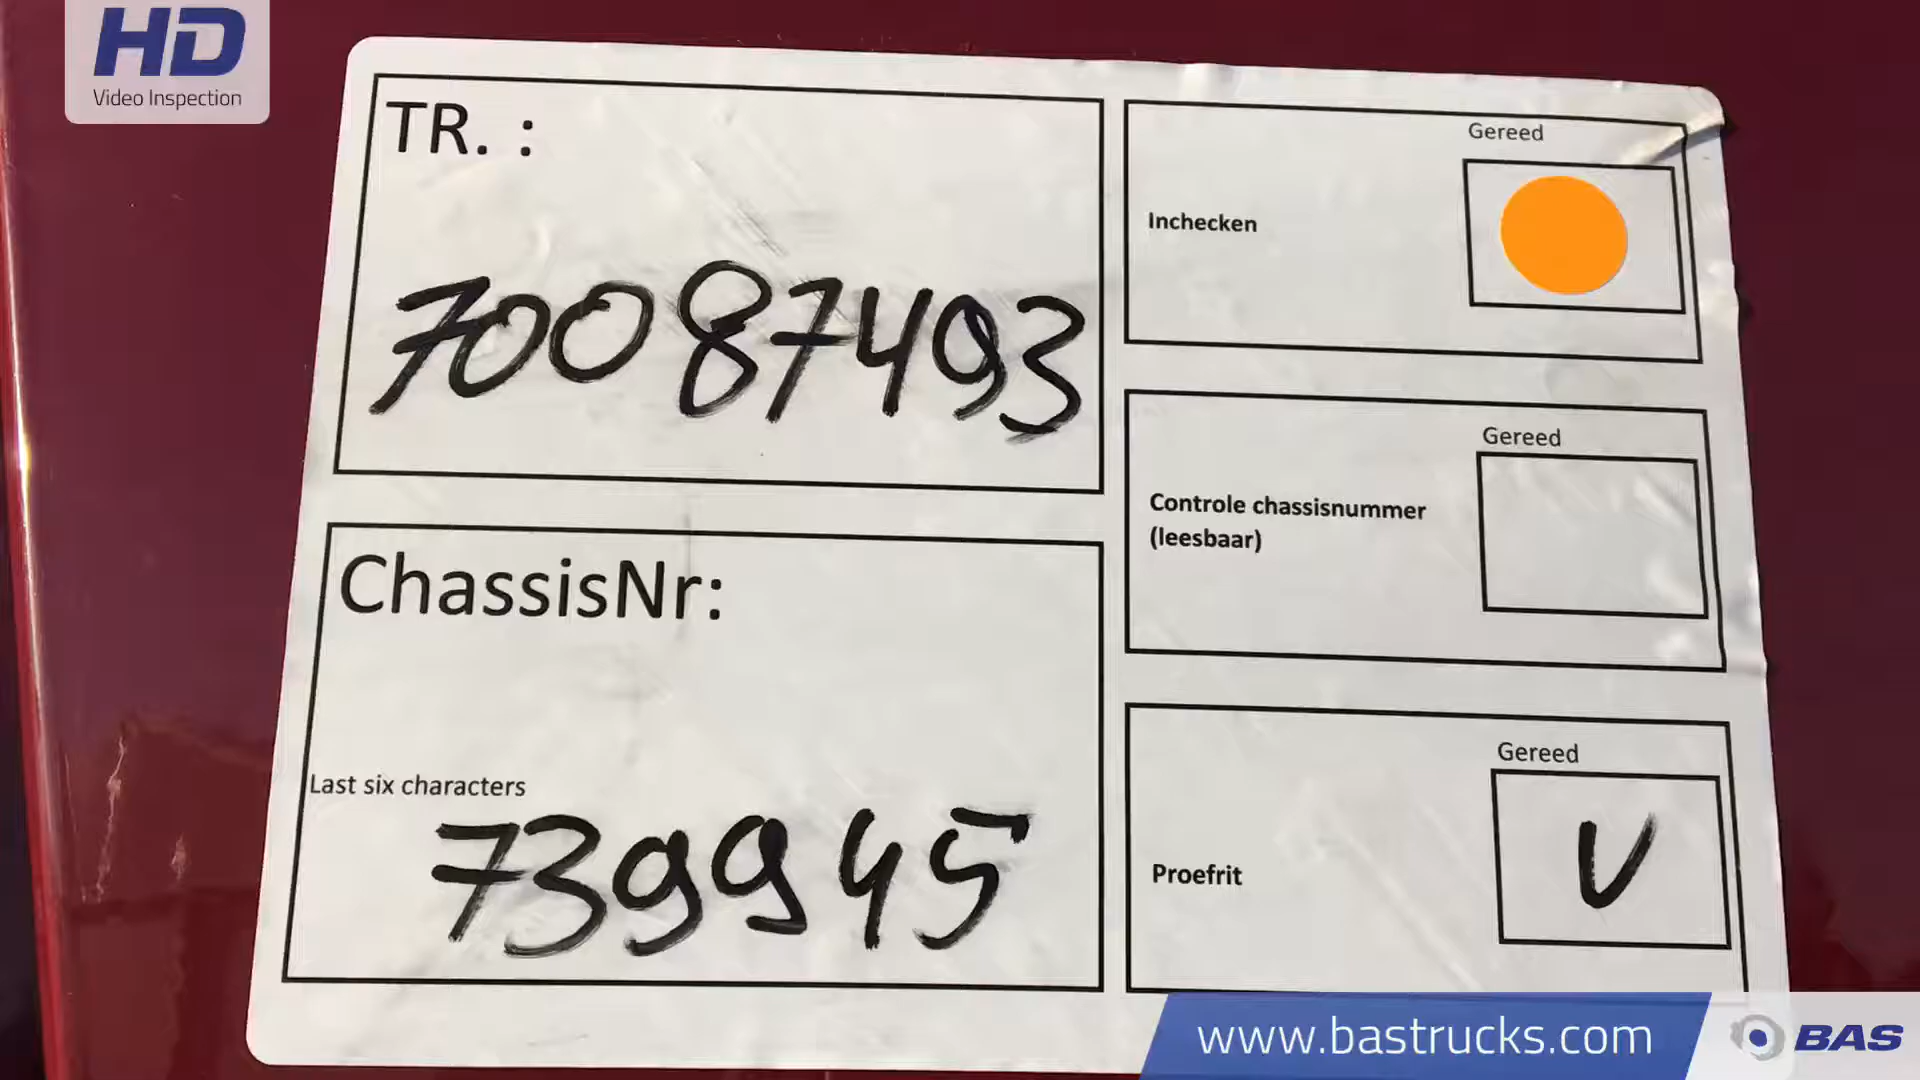 HD
Video Inspection
TR. :
70087493
ChassisNr:
Last six characters
739945
Gereed
Inchecken
Gereed
Controle chassisnummer
(leesbaar)
Gereed
Proefrit
V
www.bastrucks.com
BAS